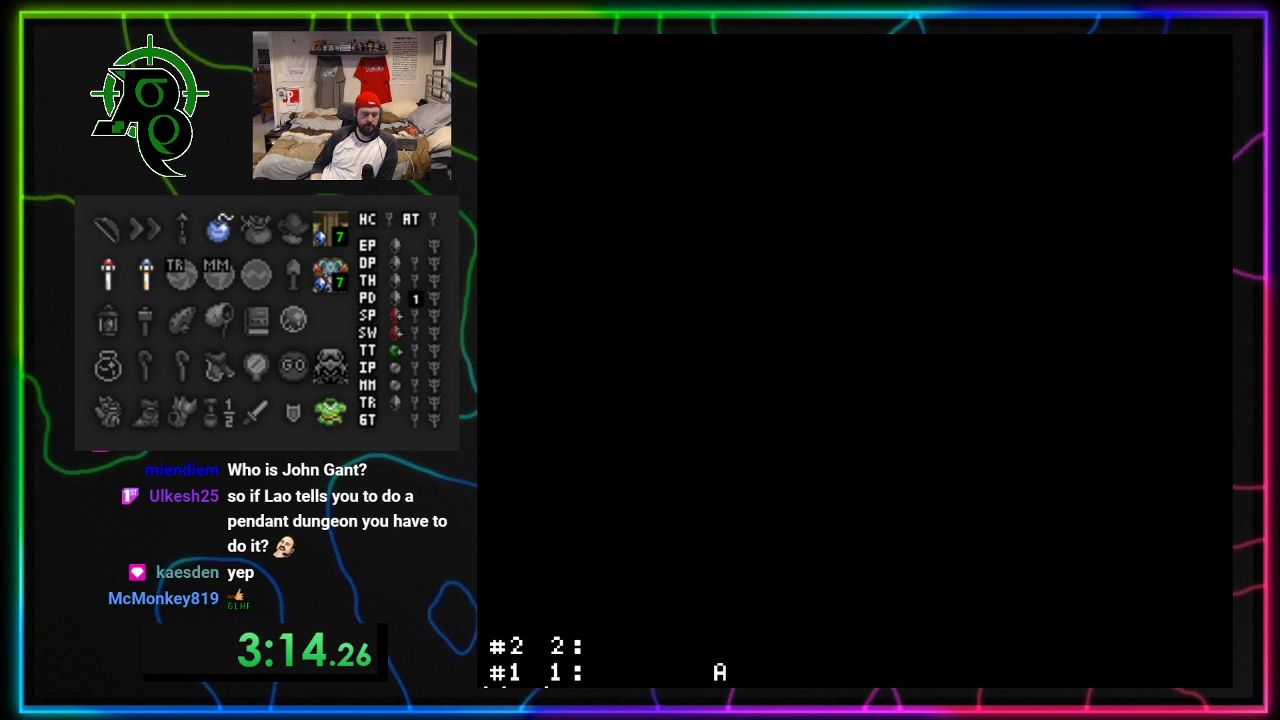 HC AT
7
EP
TR MM
DP
7
TH
PD 1
SP
SW
TT
IP
GO
MM
TR
1/2
GT
miendiem Who is John Gant?
1ST Ulkesh25 so if Lao tells you to do a
pendant dungeon you have to
do it?
kaesden yep
McMonkey819 GLHF
3:14.26
#2 2:
#1 1: A